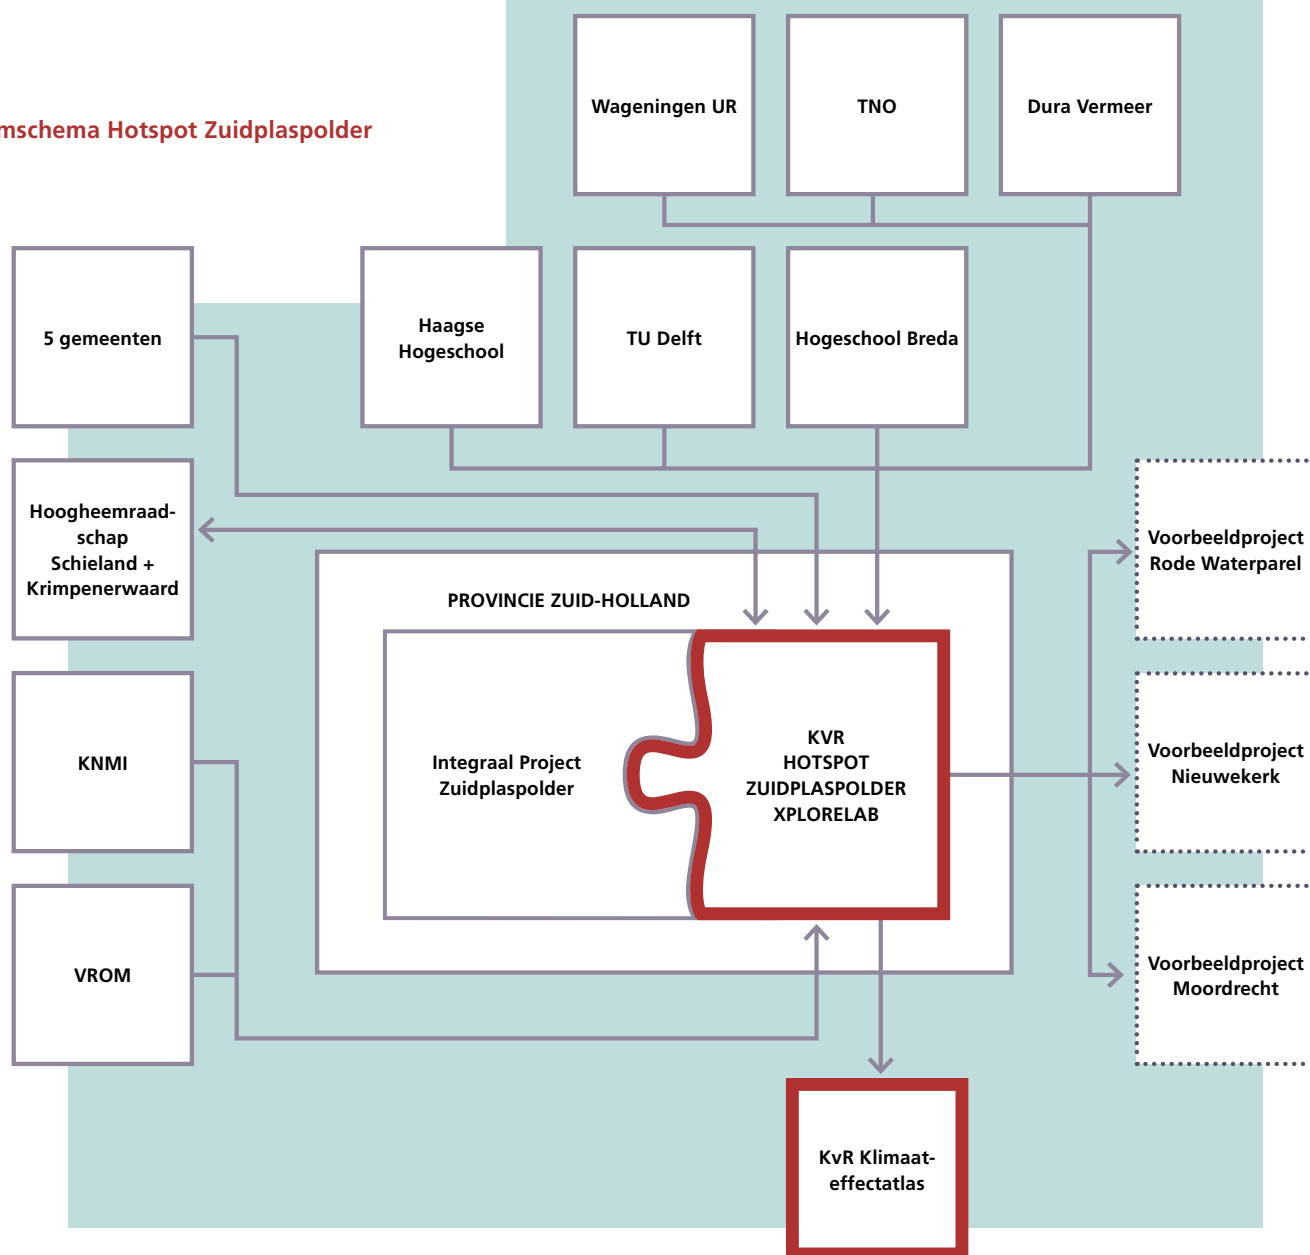 mschema Hotspot Zuidplaspolder
Wageningen UR
TNO
Dura Vermeer
5 gemeenten
Haagse
Hogeschool
TU Delft
Hogeschool Breda
Hoogheemraad-
schap
Schieland +
Krimpenerwaard
Voorbeeldproject
Rode Waterparel
PROVINCIE ZUID-HOLLAND
KNMI
Integraal Project
Zuidplaspolder
KVR
HOTSPOT
ZUIDPLASPOLDER
XPLORELAB
Voorbeeldproject
Nieuwekerk
VROM
Voorbeeldproject
Moordrecht
KvR Klimaat-
effectatlas